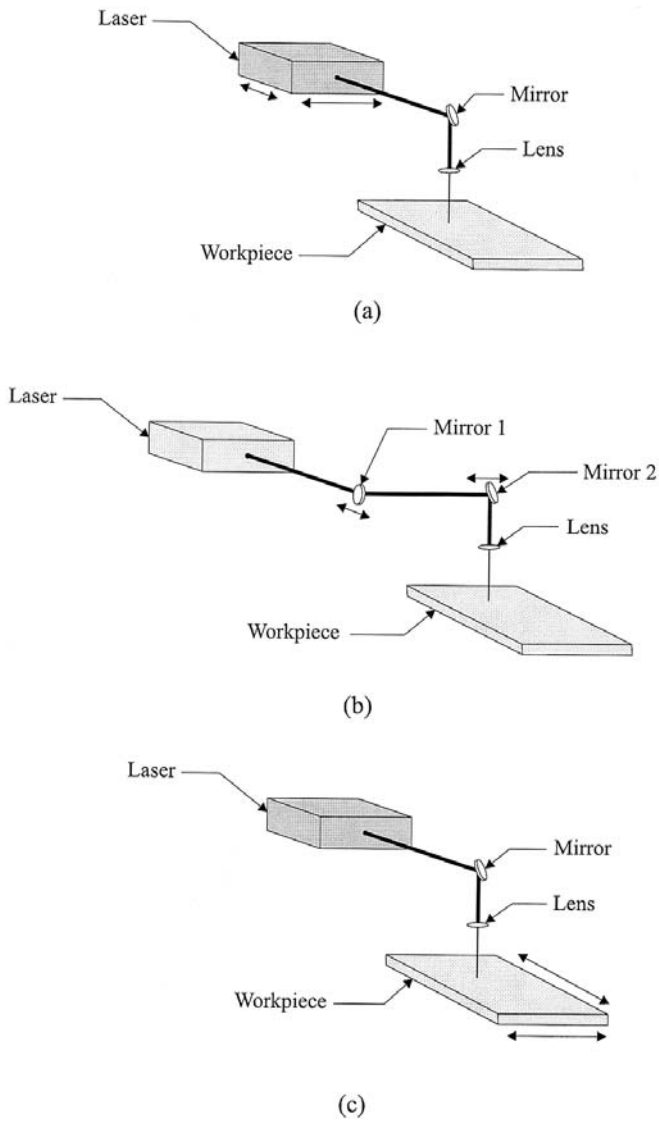 Laser
Mirror
Lens
Workpiece
(a)
Laser
Mirror 1
Mirror 2
Lens
Workpiece
(b)
Laser
Mirror
Lens
Workpiece
(c)